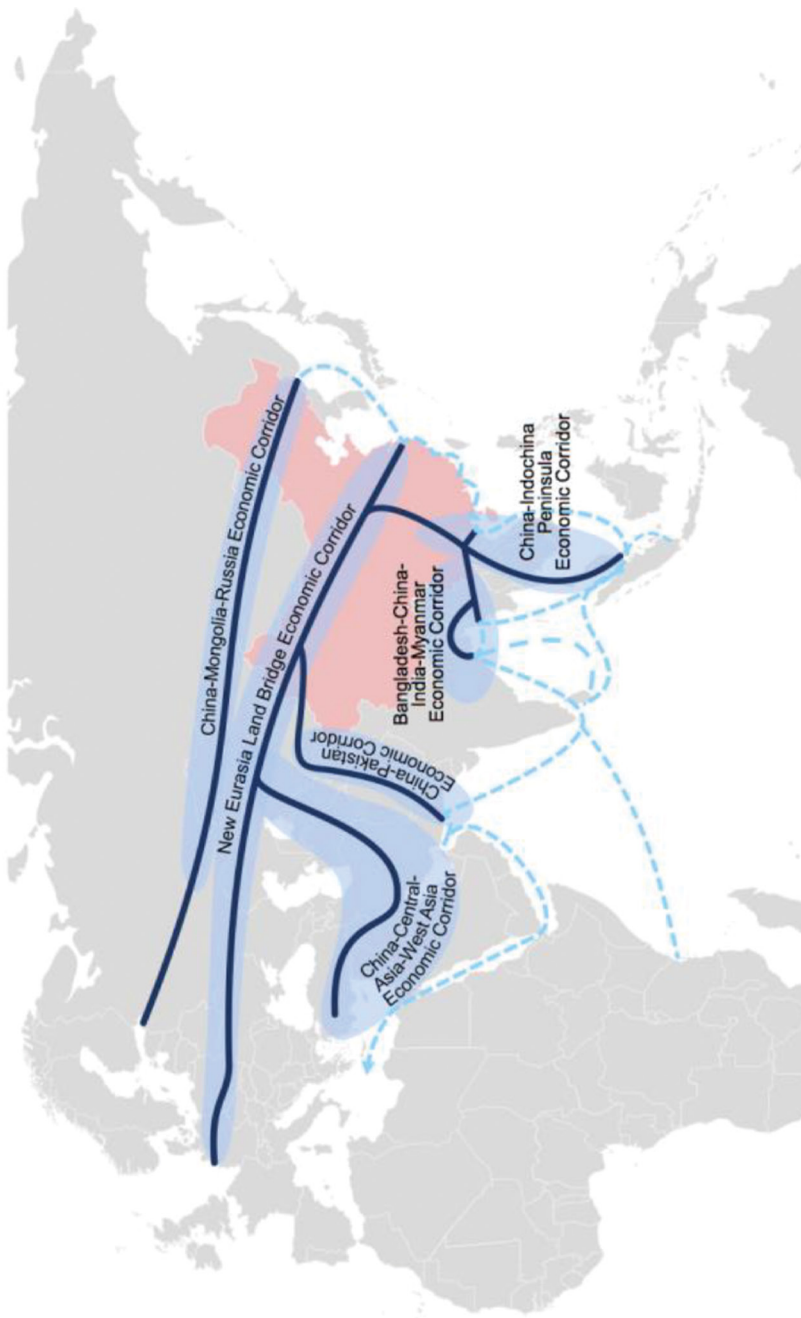 China-Mongolia-Russia Economic Corridor
New Eurasia Land Bridge Economic Corridor
China-Pakistan
Economic Corridor
China-Central-
Asia-West Asia
Economic Corridor
Bangladesh-China-
India-Myanmar
Economic Corridor
China-Indochina
Peninsula
Economic Corridor